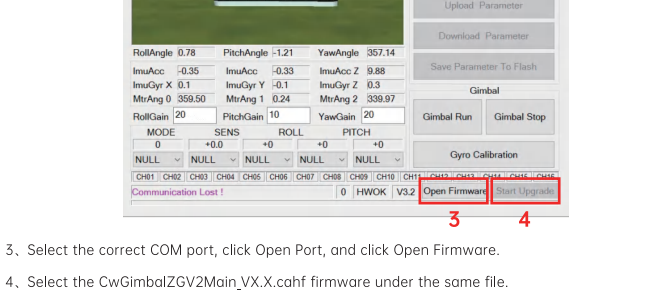 Upload Parameter
Download Parameter
RollAngle 0.78 PitchAngle -1.21 YawAngle 357.14
Save Parameter To Flash
ImuAcc -0.35 ImuAcc -0.33 ImuAcc Z 9.88
Gimbal
ImuGyr X 0.1 ImuGyr Y -0.1 ImuGyr Z 0.3
MtrAng 0 359.50 MtrAng 1 0.24 MtrAng 2 339.97
RollGain 20 PitchGain 10 YawGain 20
Gimbal Run Gimbal Stop
MODE SENS ROLL PITCH
0 +0.0 +0 +0 +0
NULL NULL NULL NULL NULL
Gyro Calibration
CH01 CH02 CH03 CH04 CH05 CH06 CH07 CH08 CH09 CH10 CH11 CH12 CH13 CH14 CH15 CH16
Communication Lost ! 0 HWOK V3.2 Open Firmware Start Upgrade
3 4
3、Select the correct COM port, click Open Port, and click Open Firmware.
4、Select the CwGimbalZGV2Main_VX.X.cahf firmware under the same file.